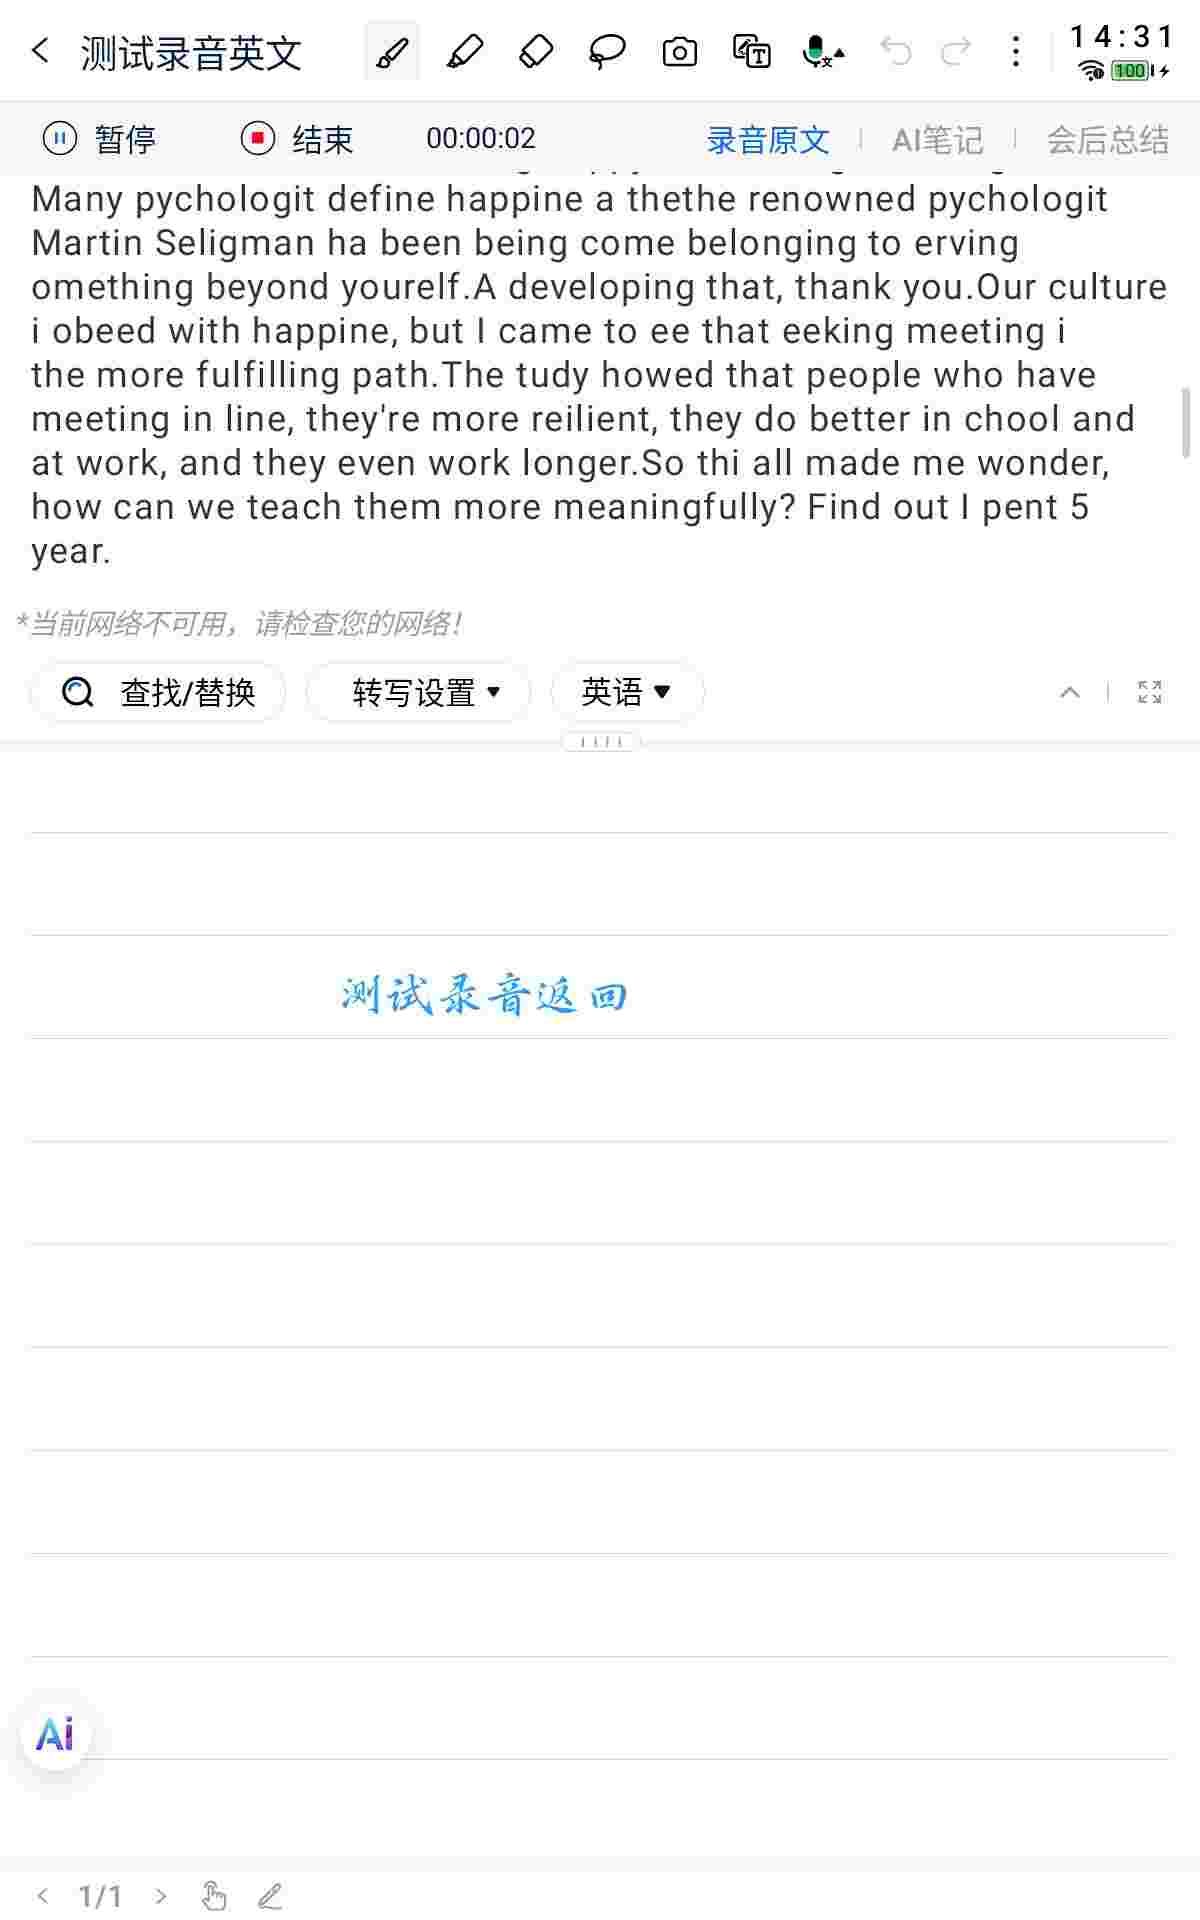 测试录音英文
14:31
100
暂停
结束
00:00:02
录音原文
AI笔记
会后总结
Many pychologit define happine a thethe renowned pychologit
Martin Seligman ha been being come belonging to erving
omething beyond yourelf.A developing that, thank you.Our culture
i obeed with happine, but I came to ee that eeking meeting i
the more fulfilling path.The tudy howed that people who have
meeting in line, they're more reilient, they do better in chool and
at work, and they even work longer.So thi all made me wonder,
how can we teach them more meaningfully? Find out I pent 5
year.
*当前网络不可用，请检查您的网络！
查找/替换
转写设置
英语
测试录音返回
Ai
1/1